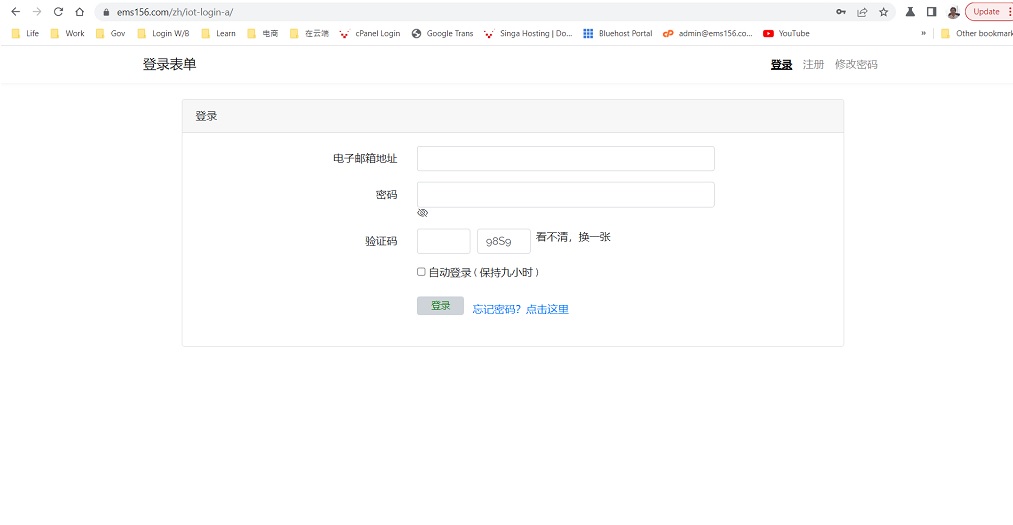 ems156.com/zh/iot-login-a/
Update
Life Work Gov Login W/8 Learn 电商 在云端 cPanel Login Google Trans Singa Hosting | Do... Bluehost Portal admin@ems156.co... YouTube » Other bookmark
登录表单 登录 注册 修改密码
登录
电子邮箱地址
密码
验证码 98S9 看不清，换一张
自动登录 ( 保持九小时 )
登录 忘记密码？点击这里